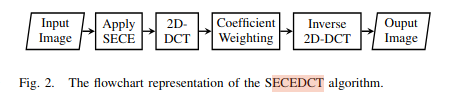 Input Image
Apply SECE
2D-DCT
Coefficient Weighting
Inverse 2D-DCT
Ouput Image
Fig. 2. The flowchart representation of the SECEDCT algorithm.